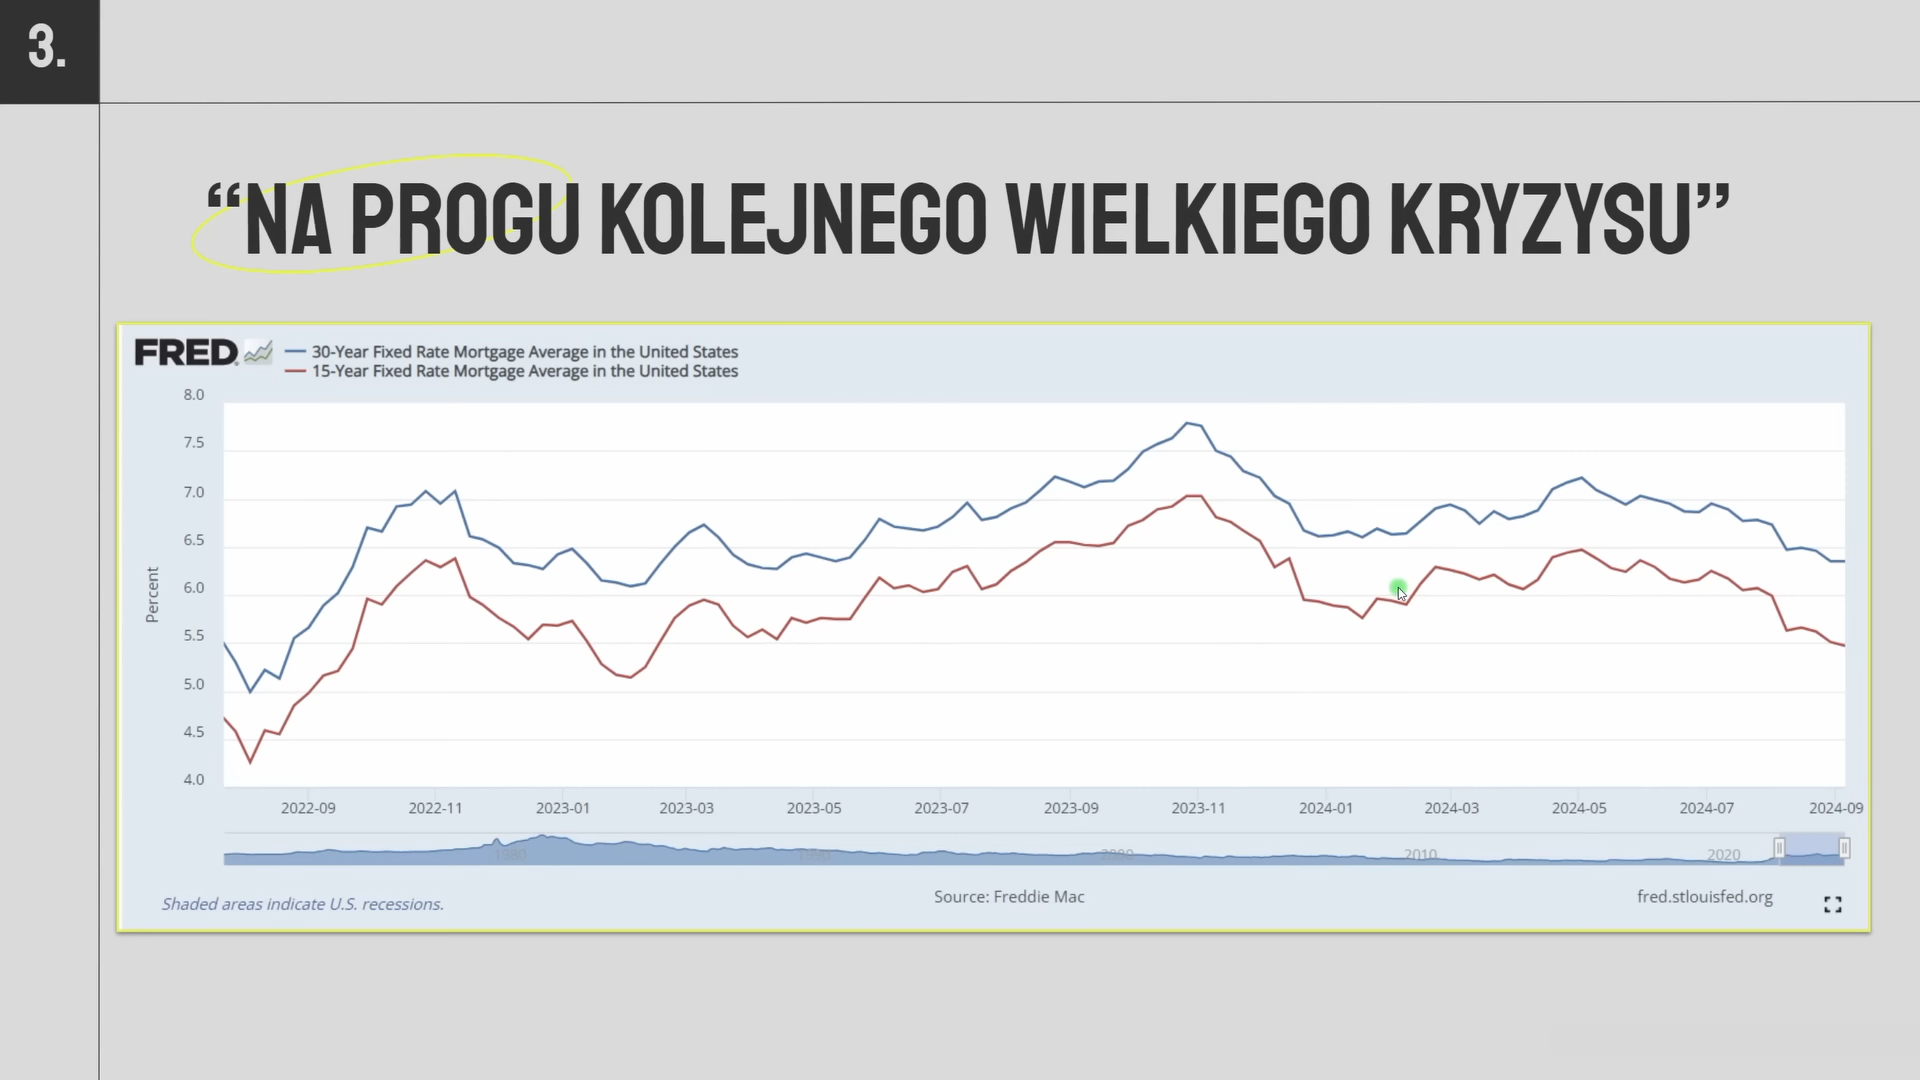 3.
“NA PROGU KOLEJNEGO WIELKIEGO KRYZYSU”
FRED
30-Year Fixed Rate Mortgage Average in the United States
15-Year Fixed Rate Mortgage Average in the United States
8.0
7.5
7.0
6.5
6.0
5.5
5.0
4.5
4.0
Percent
2022-09 2022-11 2023-01 2023-03 2023-05 2023-07 2023-09 2023-11 2024-01 2024-03 2024-05 2024-07 2024-09
1980 1990 2000 2010 2020
Shaded areas indicate U.S. recessions.
Source: Freddie Mac
fred.stlouisfed.org